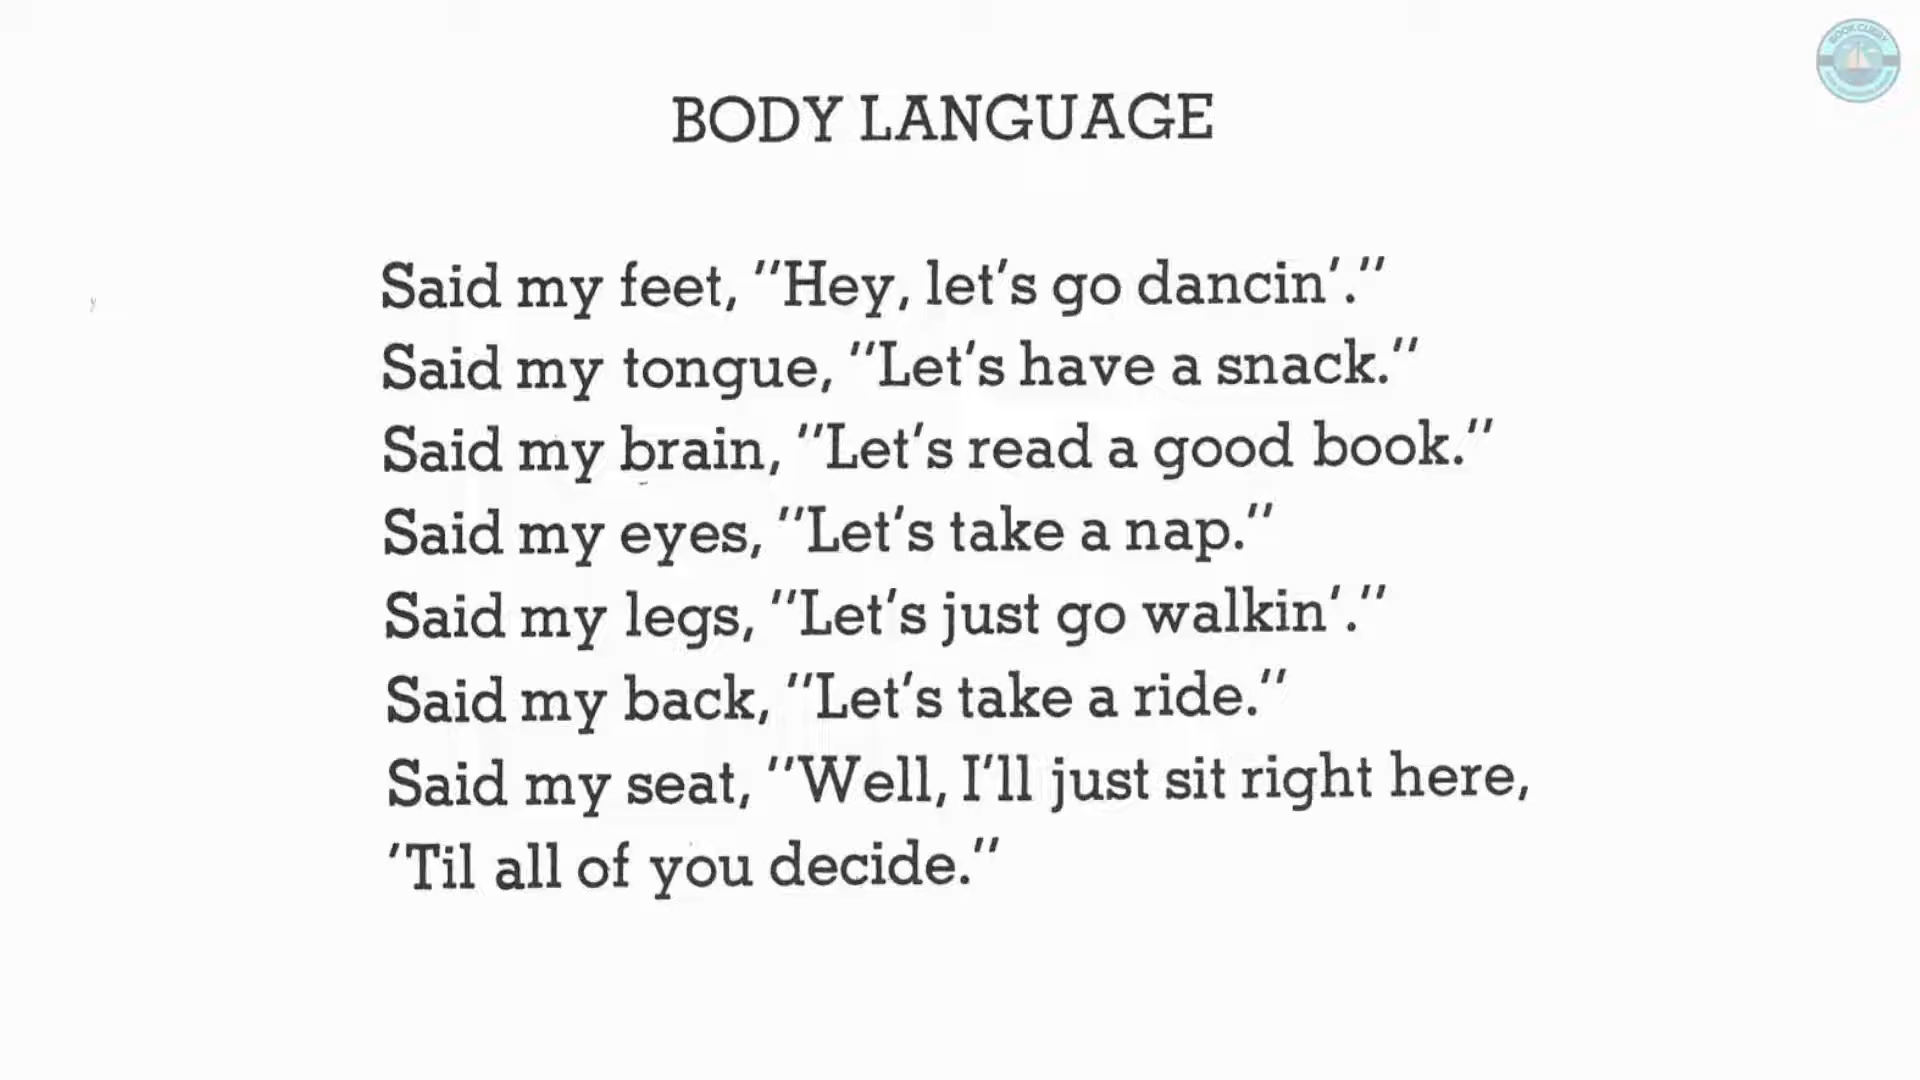 BODY LANGUAGE
Said my feet, "Hey, let's go dancin'."
Said my tongue, "Let's have a snack."
Said my brain, "Let's read a good book."
Said my eyes, "Let's take a nap."
Said my legs, "Let's just go walkin'."
Said my back, "Let's take a ride."
Said my seat, "Well, I'll just sit right here,
'Til all of you decide."